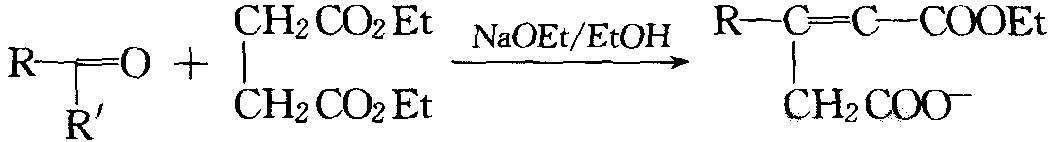 CH₂CO₂Et
R—C=C—COOEt
NaOEt/EtOH
R =O +
CH₂CO₂Et
R′
CH₂COO⁻